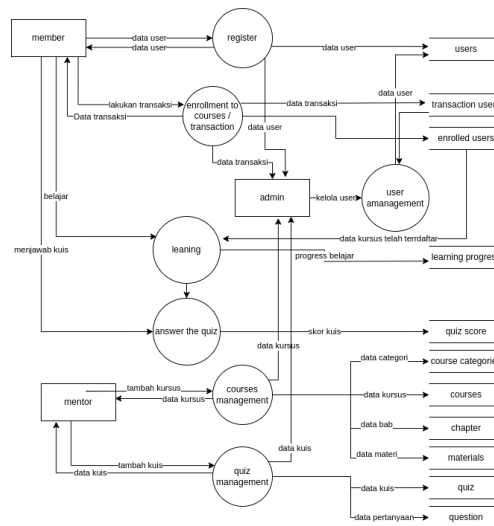 member
data user
data user
register
data user
users
data user
lakukan transaksi
Data transaksi
enrollment to
courses /
transaction
data transaksi
transaction user
data user
enrolled users
data transaksi
admin
kelola user
user
amanagement
belajar
menjawab kuis
leaning
data kursus telah terrdaftar
progress belajar
learning progres
answer the quiz
skor kuis
quiz score
data kursus
data categori
course categorie
mentor
tambah kursus
data kursus
courses
management
data kursus
courses
data bab
chapter
data kuis
data materi
materials
tambah kuis
data kuis
quiz
management
data kuis
quiz
data pertanyaan
question